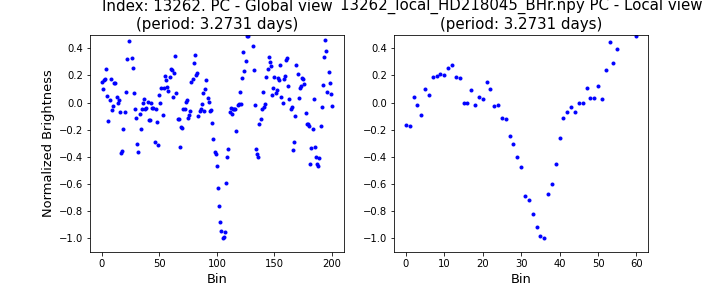 Index: 13262. PC - Global view
(period: 3.2731 days)
13262_local_HD218045_BHr.npy PC - Local view
(period: 3.2731 days)
Normalized Brightness
0.4
0.2
0.0
−0.2
−0.4
−0.6
−0.8
−1.0
0 50 100 150 200
Bin
0.4
0.2
0.0
−0.2
−0.4
−0.6
−0.8
−1.0
0 20 40 60
Bin